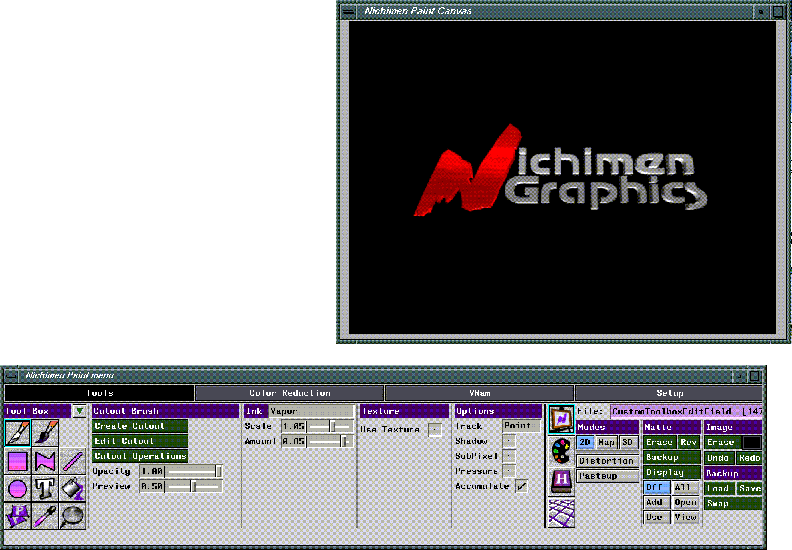 Nichimen Paint Canvas
Nichimen
Graphics
Nichimen Paint menu
Tools Color Reduction VNam Setup
Tool Box Cutout Brush Ink Vapor Texture Options File: CustomToolboxEditField - [147
Create Cutout Scale 1.05 Use Texture Track Point Modes Matte Image
Edit Cutout Amount 0.05 Shadow 2D Map 3D Erase Rev Erase
Cutout Operations SubPixel Distortion Backup Undo Redo
Opacity 1.00 Pressure PasteUp Display Backup
Preview 0.50 Accumulate Off All Load Save
Add Open Swap
Use View